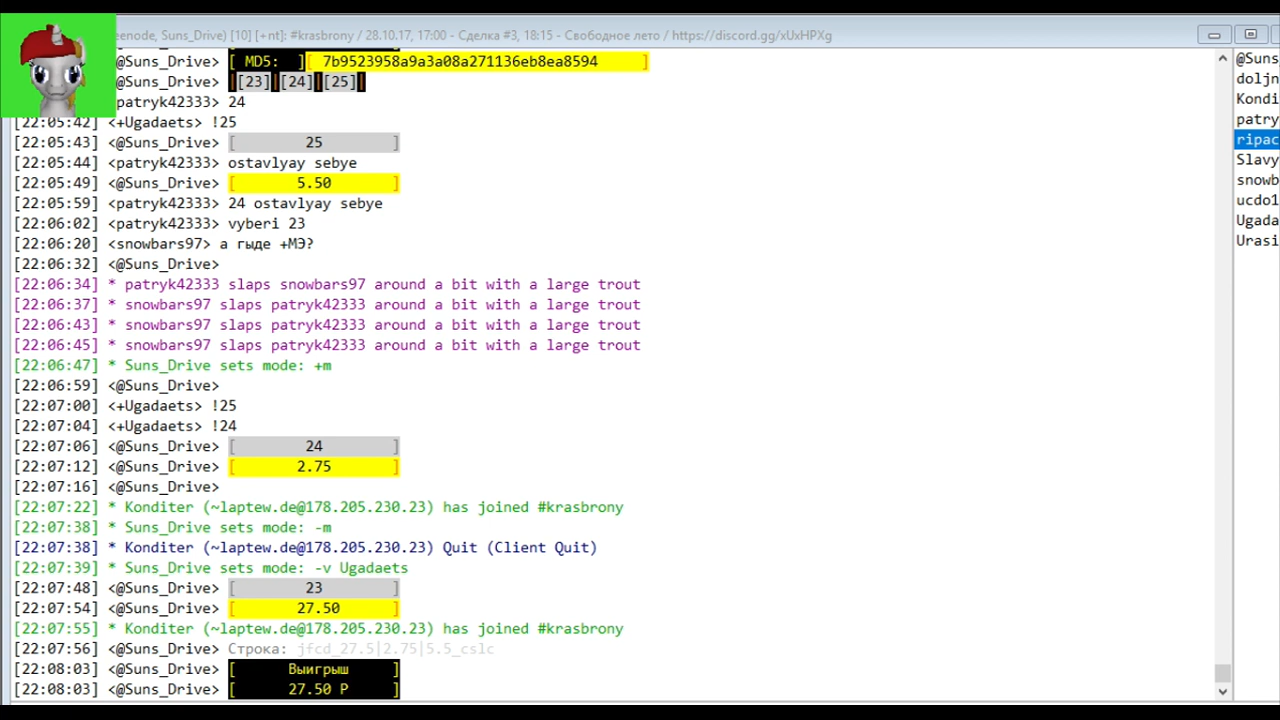 eenode, Suns_Drive) [10] [+nt]: #krasbrony / 28.10.17, 17:00 - Сделка #3, 18:15 - Свободное лето / https://discord.gg/xUxHPXg
@Suns_Drive> [ MD5: ][ 7b9523958a9a3a08a271136eb8ea8594 ]
@Suns_Drive> |[23]|[24]|[25]|
patryk42333> 24
[22:05:42] <+Ugadaets> !25
[22:05:43] <@Suns_Drive> [ 25 ]
[22:05:44] <patryk42333> ostavlyay sebye
[22:05:49] <@Suns_Drive> [ 5.50 ]
[22:05:59] <patryk42333> 24 ostavlyay sebye
[22:06:02] <patryk42333> vyberi 23
[22:06:20] <snowbars97> а гыде +МЭ?
[22:06:32] <@Suns_Drive>
[22:06:34] * patryk42333 slaps snowbars97 around a bit with a large trout
[22:06:37] * snowbars97 slaps patryk42333 around a bit with a large trout
[22:06:43] * snowbars97 slaps patryk42333 around a bit with a large trout
[22:06:45] * snowbars97 slaps patryk42333 around a bit with a large trout
[22:06:47] * Suns_Drive sets mode: +m
[22:06:59] <@Suns_Drive>
[22:07:00] <+Ugadaets> !25
[22:07:04] <+Ugadaets> !24
[22:07:06] <@Suns_Drive> [ 24 ]
[22:07:12] <@Suns_Drive> [ 2.75 ]
[22:07:16] <@Suns_Drive>
[22:07:22] * Konditer (~laptew.de@178.205.230.23) has joined #krasbrony
[22:07:38] * Suns_Drive sets mode: -m
[22:07:38] * Konditer (~laptew.de@178.205.230.23) Quit (Client Quit)
[22:07:39] * Suns_Drive sets mode: -v Ugadaets
[22:07:48] <@Suns_Drive> [ 23 ]
[22:07:54] <@Suns_Drive> [ 27.50 ]
[22:07:55] * Konditer (~laptew.de@178.205.230.23) has joined #krasbrony
[22:07:56] <@Suns_Drive> Строка: jfcd_27.5|2.75|5.5_cslc
[22:08:03] <@Suns_Drive> [ Выигрыш ]
[22:08:03] <@Suns_Drive> [ 27.50 Р ]
@Suns
doljn
Kondi
patry
ripac
Slavy
snowb
ucdo1
Ugada
Urasi